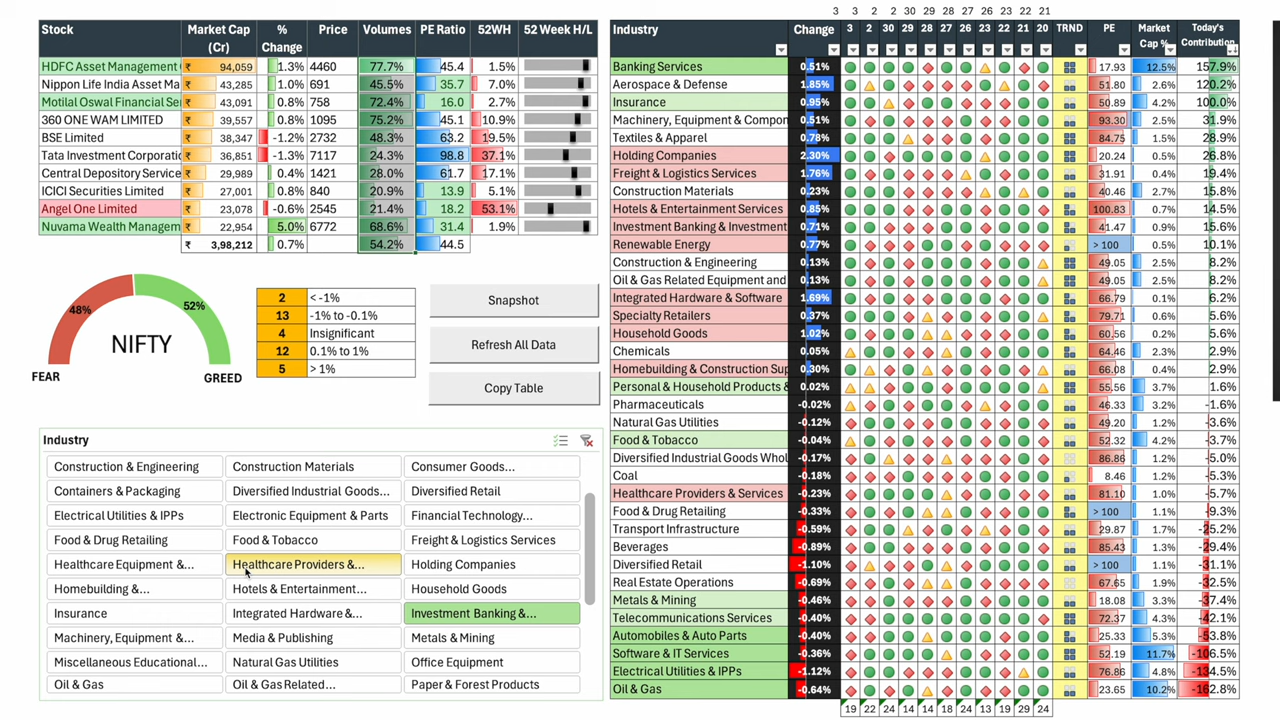 Stock Market Cap (Cr) % Change Price Volumes PE Ratio 52WH 52 Week H/L
HDFC Asset Management ₹ 94,059 1.3% 4460 77.7% 45.4 1.5%
Nippon Life India Asset Ma ₹ 43,285 1.0% 691 45.5% 35.7 7.0%
Motilal Oswal Financial Se ₹ 43,091 0.8% 758 72.4% 16.0 2.7%
360 ONE WAM LIMITED ₹ 39,557 0.8% 1095 75.2% 45.1 10.9%
BSE Limited ₹ 38,347 -1.2% 2732 48.3% 63.2 19.5%
Tata Investment Corporatio ₹ 36,851 -1.3% 7117 24.3% 98.8 37.1%
Central Depository Service ₹ 29,989 0.4% 1421 28.0% 61.7 17.1%
ICICI Securities Limited ₹ 27,001 0.8% 840 20.9% 13.9 5.1%
Angel One Limited ₹ 23,078 -0.6% 2545 21.4% 18.2 53.1%
Nuvama Wealth Managem ₹ 22,954 5.0% 6772 68.6% 31.4 1.9%
₹ 3,98,212 0.7% 54.2% 44.5
48% 52%
NIFTY
FEAR GREED
2 < -1%
13 -1% to -0.1%
4 Insignificant
12 0.1% to 1%
5 > 1%
Snapshot
Refresh All Data
Copy Table
Industry
Construction & Engineering Construction Materials Consumer Goods...
Containers & Packaging Diversified Industrial Goods... Diversified Retail
Electrical Utilities & IPPs Electronic Equipment & Parts Financial Technology...
Food & Drug Retailing Food & Tobacco Freight & Logistics Services
Healthcare Equipment &... Healthcare Providers &... Holding Companies
Homebuilding &... Hotels & Entertainment... Household Goods
Insurance Integrated Hardware &... Investment Banking &...
Machinery, Equipment &... Media & Publishing Metals & Mining
Miscellaneous Educational... Natural Gas Utilities Office Equipment
Oil & Gas Oil & Gas Related... Paper & Forest Products
3 3 2 2 30 29 28 27 26 23 22 21
Industry Change 3 2 30 29 28 27 26 23 22 21 20 TRND PE Market Cap % Today's Contribution
Banking Services 0.51% 17.93 12.5% 157.9%
Aerospace & Defense 1.85% 51.80 2.6% 120.2%
Insurance 0.95% 50.89 4.2% 100.0%
Machinery, Equipment & Compon 0.51% 93.30 2.5% 31.9%
Textiles & Apparel 0.78% 84.75 1.5% 28.9%
Holding Companies 2.30% 20.24 0.5% 26.8%
Freight & Logistics Services 1.76% 31.91 0.4% 19.4%
Construction Materials 0.23% 40.46 2.7% 15.8%
Hotels & Entertainment Services 0.85% 100.83 0.7% 14.5%
Investment Banking & Investment 0.71% 41.47 0.9% 15.6%
Renewable Energy 0.77% > 100 0.5% 10.1%
Construction & Engineering 0.13% 49.05 2.5% 8.2%
Oil & Gas Related Equipment and 0.13% 49.05 2.5% 8.2%
Integrated Hardware & Software 1.69% 66.79 0.1% 6.2%
Specialty Retailers 0.37% 79.71 0.6% 5.6%
Household Goods 1.02% 60.56 0.2% 5.6%
Chemicals 0.05% 64.46 2.3% 2.9%
Homebuilding & Construction Sup 0.30% 66.08 0.4% 2.9%
Personal & Household Products & 0.02% 55.56 3.7% 1.6%
Pharmaceuticals -0.02% 46.33 3.2% -1.6%
Natural Gas Utilities -0.12% 49.20 1.2% -3.6%
Food & Tobacco -0.04% 52.32 4.2% -3.7%
Diversified Industrial Goods Whol -0.17% 86.86 1.2% -5.0%
Coal -0.18% 8.46 1.2% -5.7%
Healthcare Providers & Services -0.23% 81.10 1.0% -5.7%
Food & Drug Retailing -0.33% > 100 1.1% -9.3%
Transport Infrastructure -0.59% 29.87 1.7% -25.2%
Beverages -0.89% 85.43 1.3% -29.4%
Diversified Retail -1.10% > 100 1.1% -31.1%
Real Estate Operations -0.69% 67.65 1.9% -32.5%
Metals & Mining -0.46% 18.08 3.3% -37.4%
Telecommunications Services -0.40% 72.37 4.3% -42.1%
Automobiles & Auto Parts -0.40% 25.33 5.3% -53.8%
Software & IT Services -0.36% 52.19 11.7% -106.5%
Electrical Utilities & IPPs -1.12% 76.86 4.8% -134.5%
Oil & Gas -0.64% 23.65 10.2% -162.8%
19 22 24 14 14 18 24 13 19 29 24